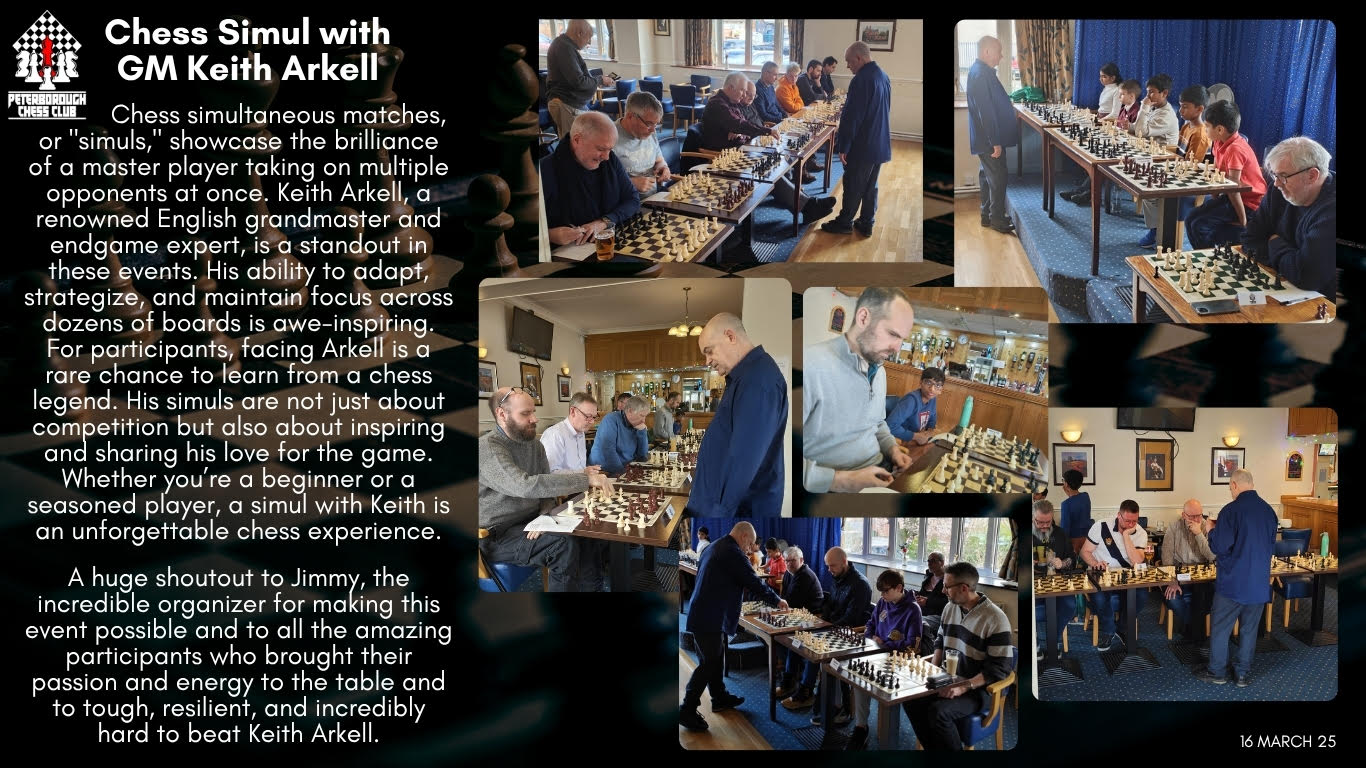 PETERBOROUGH
CHESS CLUB
Chess Simul with
GM Keith Arkell
Chess simultaneous matches,
or "simuls," showcase the brilliance
of a master player taking on multiple
opponents at once. Keith Arkell, a
renowned English grandmaster and
endgame expert, is a standout in
these events. His ability to adapt,
strategize, and maintain focus across
dozens of boards is awe-inspiring.
For participants, facing Arkell is a
rare chance to learn from a chess
legend. His simuls are not just about
competition but also about inspiring
and sharing his love for the game.
Whether you’re a beginner or a
seasoned player, a simul with Keith is
an unforgettable chess experience.
A huge shoutout to Jimmy, the
incredible organizer for making this
event possible and to all the amazing
participants who brought their
passion and energy to the table and
to tough, resilient, and incredibly
hard to beat Keith Arkell.
16 MARCH 25